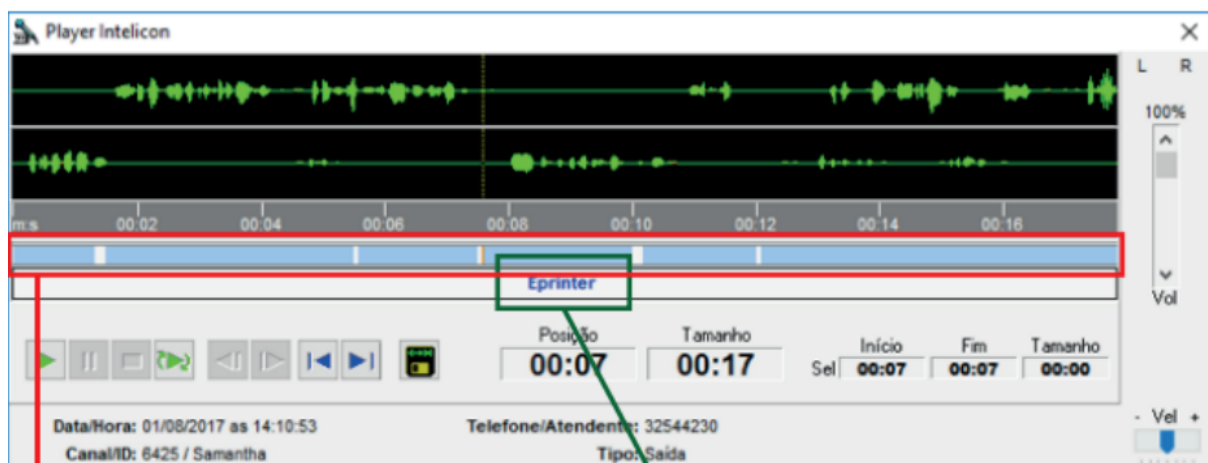 Player Intelicon
L R
100%
m:s 00:02 00:04 00:06 00:08 00:10 00:12 00:14 00:16
Eprinter
Vol
Posição Tamanho
00:07 00:17
Início Fim Tamanho
Sel 00:07 00:07 00:00
- Vel +
Data/Hora: 01/08/2017 as 14:10:53 Telefone/Atendente: 32544230
Canal/ID: 6425 / Samantha Tipo: Saída